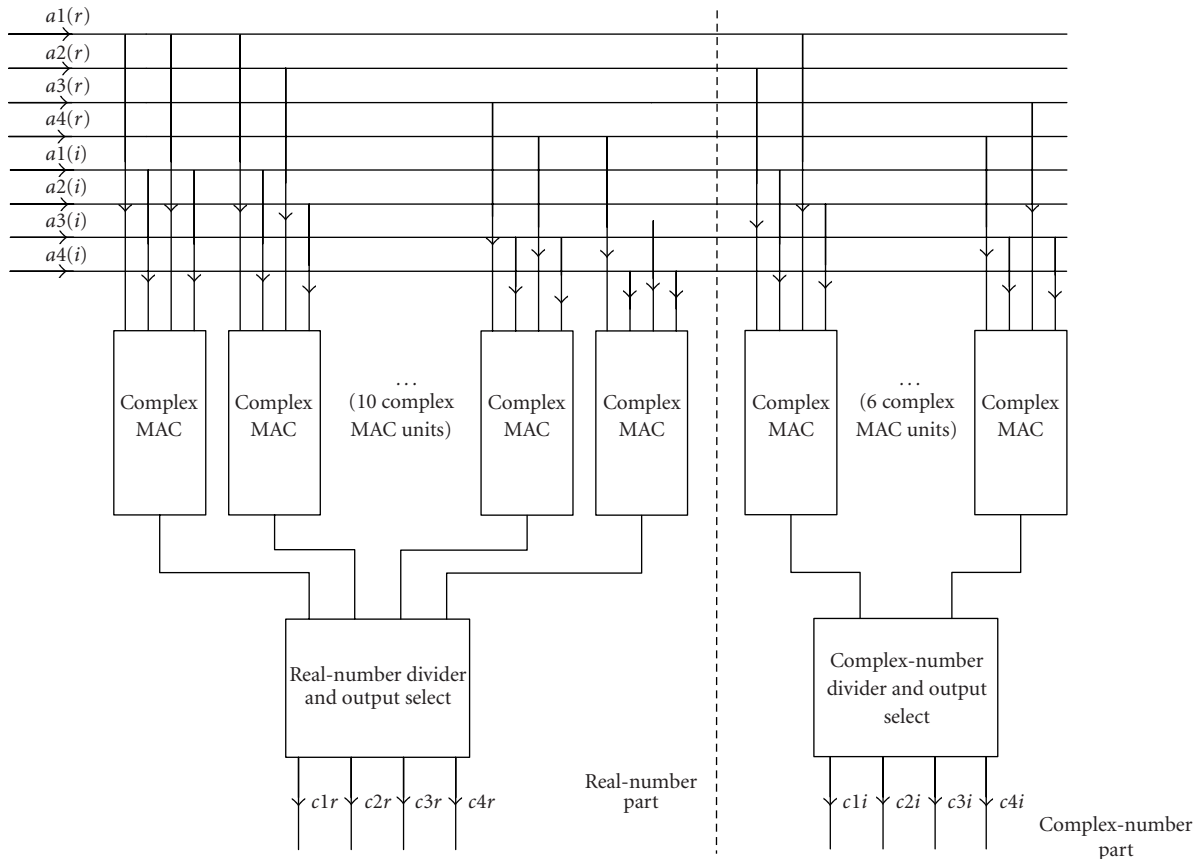 a1(r)
a2(r)
a3(r)
a4(r)
a1(i)
a2(i)
a3(i)
a4(i)
Complex
MAC
Complex
MAC
...
(10 complex
MAC units)
Complex
MAC
Complex
MAC
Complex
MAC
...
(6 complex
MAC units)
Complex
MAC
Real-number divider
and output select
Complex-number
divider and output
select
c1r
c2r
c3r
c4r
Real-number
part
c1i
c2i
c3i
c4i
Complex-number
part